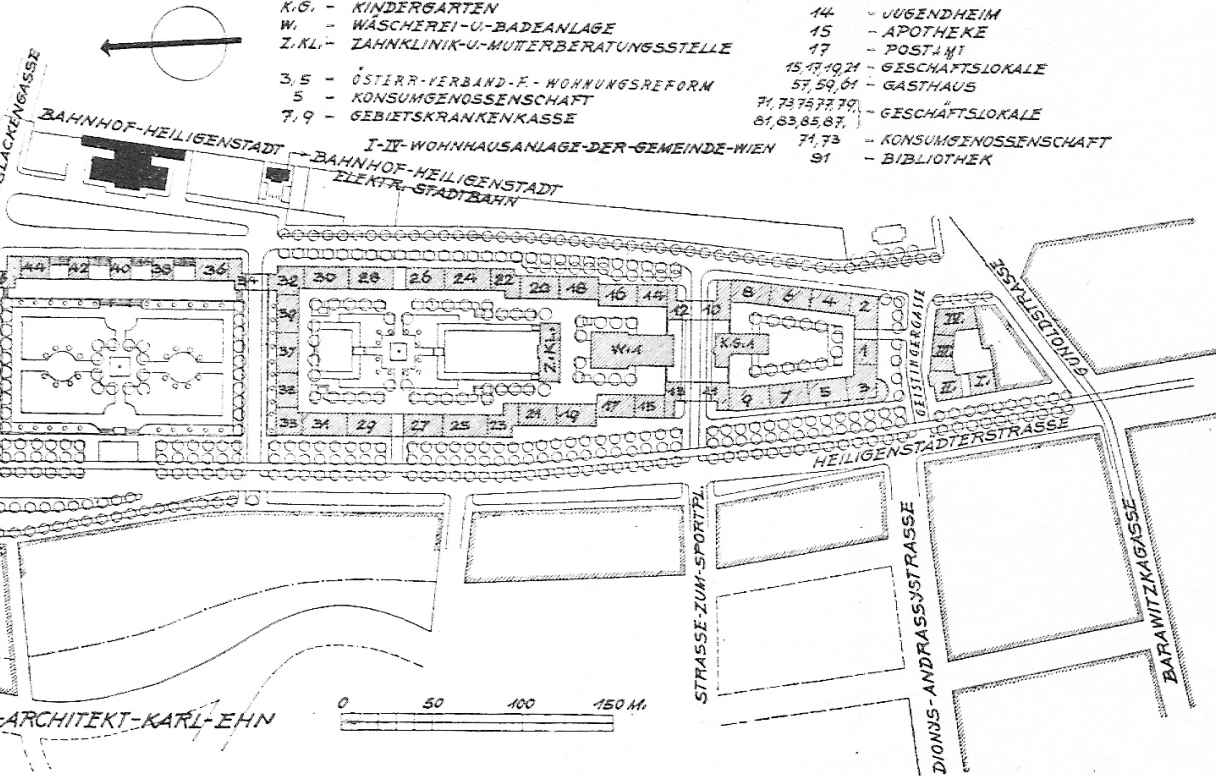 K.G. - KINDERGARTEN
W. - WÄSCHEREI-U.-BADEANLAGE
Z.KL.- ZAHNKLINIK-U.-MUTTERBERATUNGSSTELLE
3,5 - ÖSTERR-VERBAND-F.-WOHNUNGSREFORM
5 - KONSUMGENOSSENSCHAFT
7,9 - GEBIETSKRANKENKASSE
I-IV-WOHNHAUSANLAGE-DER-GEMEINDE-WIEN
14 - JUGENDHEIM
15 - APOTHEKE
17 - POSTAMT
15,17,19,21 - GESCHÄFTSLOKALE
57,59,61 - GASTHAUS
71,73,75,77,79,
81,83,85,87, - GESCHÄFTSLOKALE
71,73 - KONSUMGENOSSENSCHAFT
91 - BIBLIOTHEK
BAHNHOF-HEILIGENSTADT
BAHNHOF-HEILIGENSTADT
ELEKTR. STADTBAHN
44 42 40 38 36 34 32 30 28 26 24 22 20 18 16 14 12 10 8 6 4 2
39
37
35
33 31 29 27 25 23 21 19 17 15 13 11 9 7 5 3 1
Z.KL.
W.A
K.G.A
IV
III
II I.
GEISTINGERGASSE
GUNOLDSTRASSE
HEILIGENSTÄDTERSTRASSE
STRASSE-ZUM-SPORTPL.
DIONYS-ANDRASSYSTRASSE
BARAWITZKAGASSE
ARCHITEKT-KARL-EHN
0 50 100 150 M.